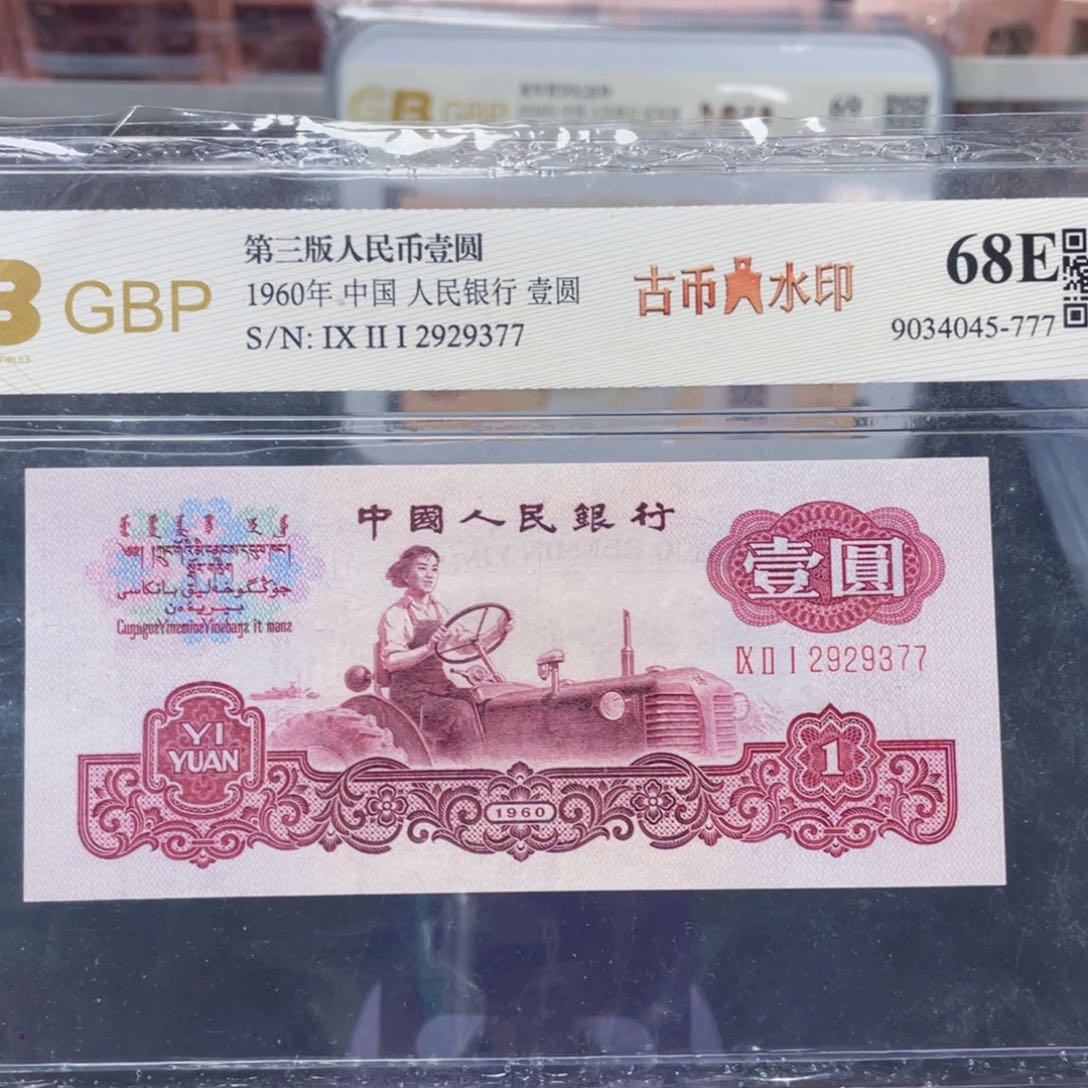 GBP
第三版人民币壹圆
1960年 中国 人民银行 壹圆
S/N: IX II I 2929377
古币水印
68E
9034045-777
中國人民銀行
壹圓
IX II I 2929377
YI
YUAN
1960
1